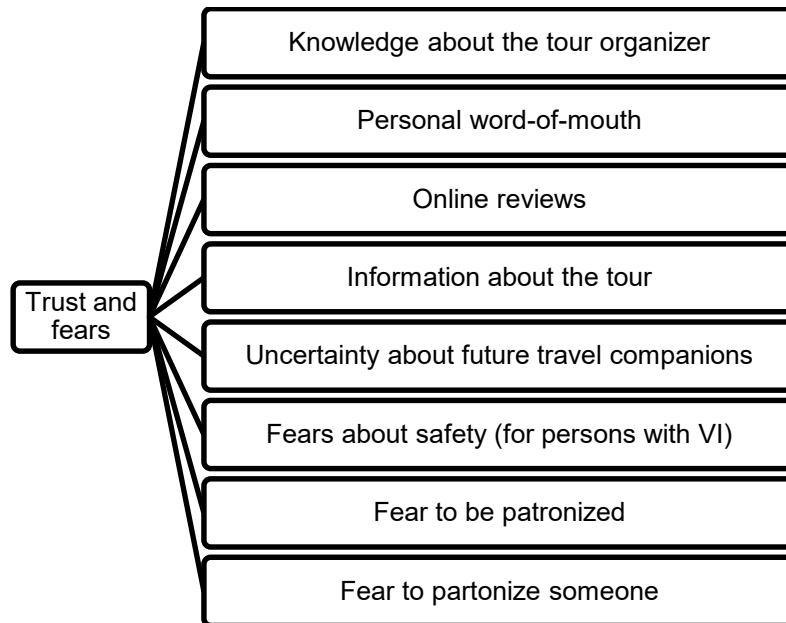 Knowledge about the tour organizer
Personal word-of-mouth
Online reviews
Information about the tour
Trust and
fears
Uncertainty about future travel companions
Fears about safety (for persons with VI)
Fear to be patronized
Fear to partonize someone